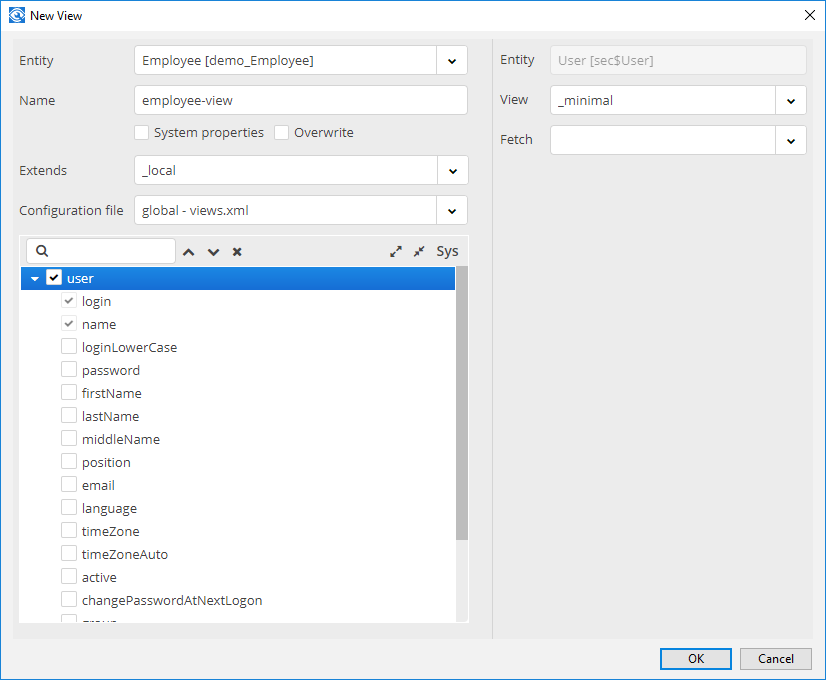 New View
Entity
Employee [demo_Employee]
Name
employee-view
System properties
Overwrite
Extends
_local
Configuration file
global - views.xml
Sys
user
login
name
loginLowerCase
password
firstName
lastName
middleName
position
email
language
timeZone
timeZoneAuto
active
changePasswordAtNextLogon
Entity
User [sec$User]
View
_minimal
Fetch
OK
Cancel